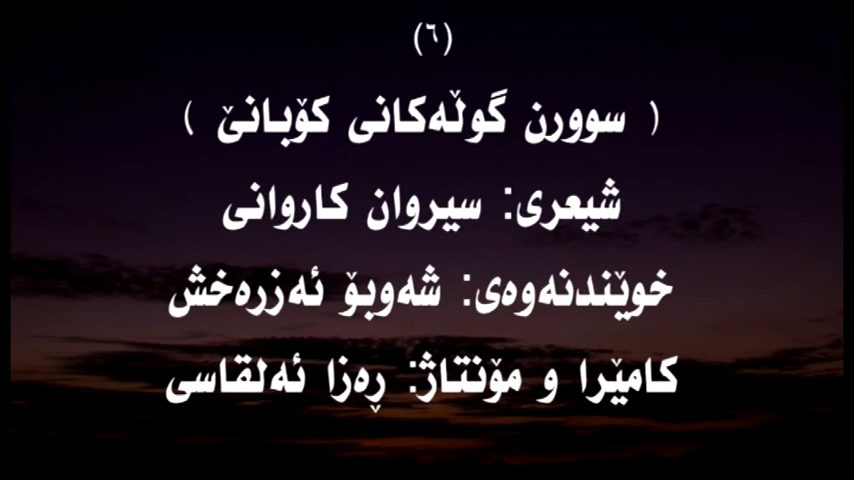 (٦)
( سوورن گوڵەکانی کۆبانێ )
شیعری: سیروان کاروانی
خوێندنەوەی: شەوبۆ ئەزرەخش
کامێرا و مۆنتاژ: ڕەزا ئەلقاسی